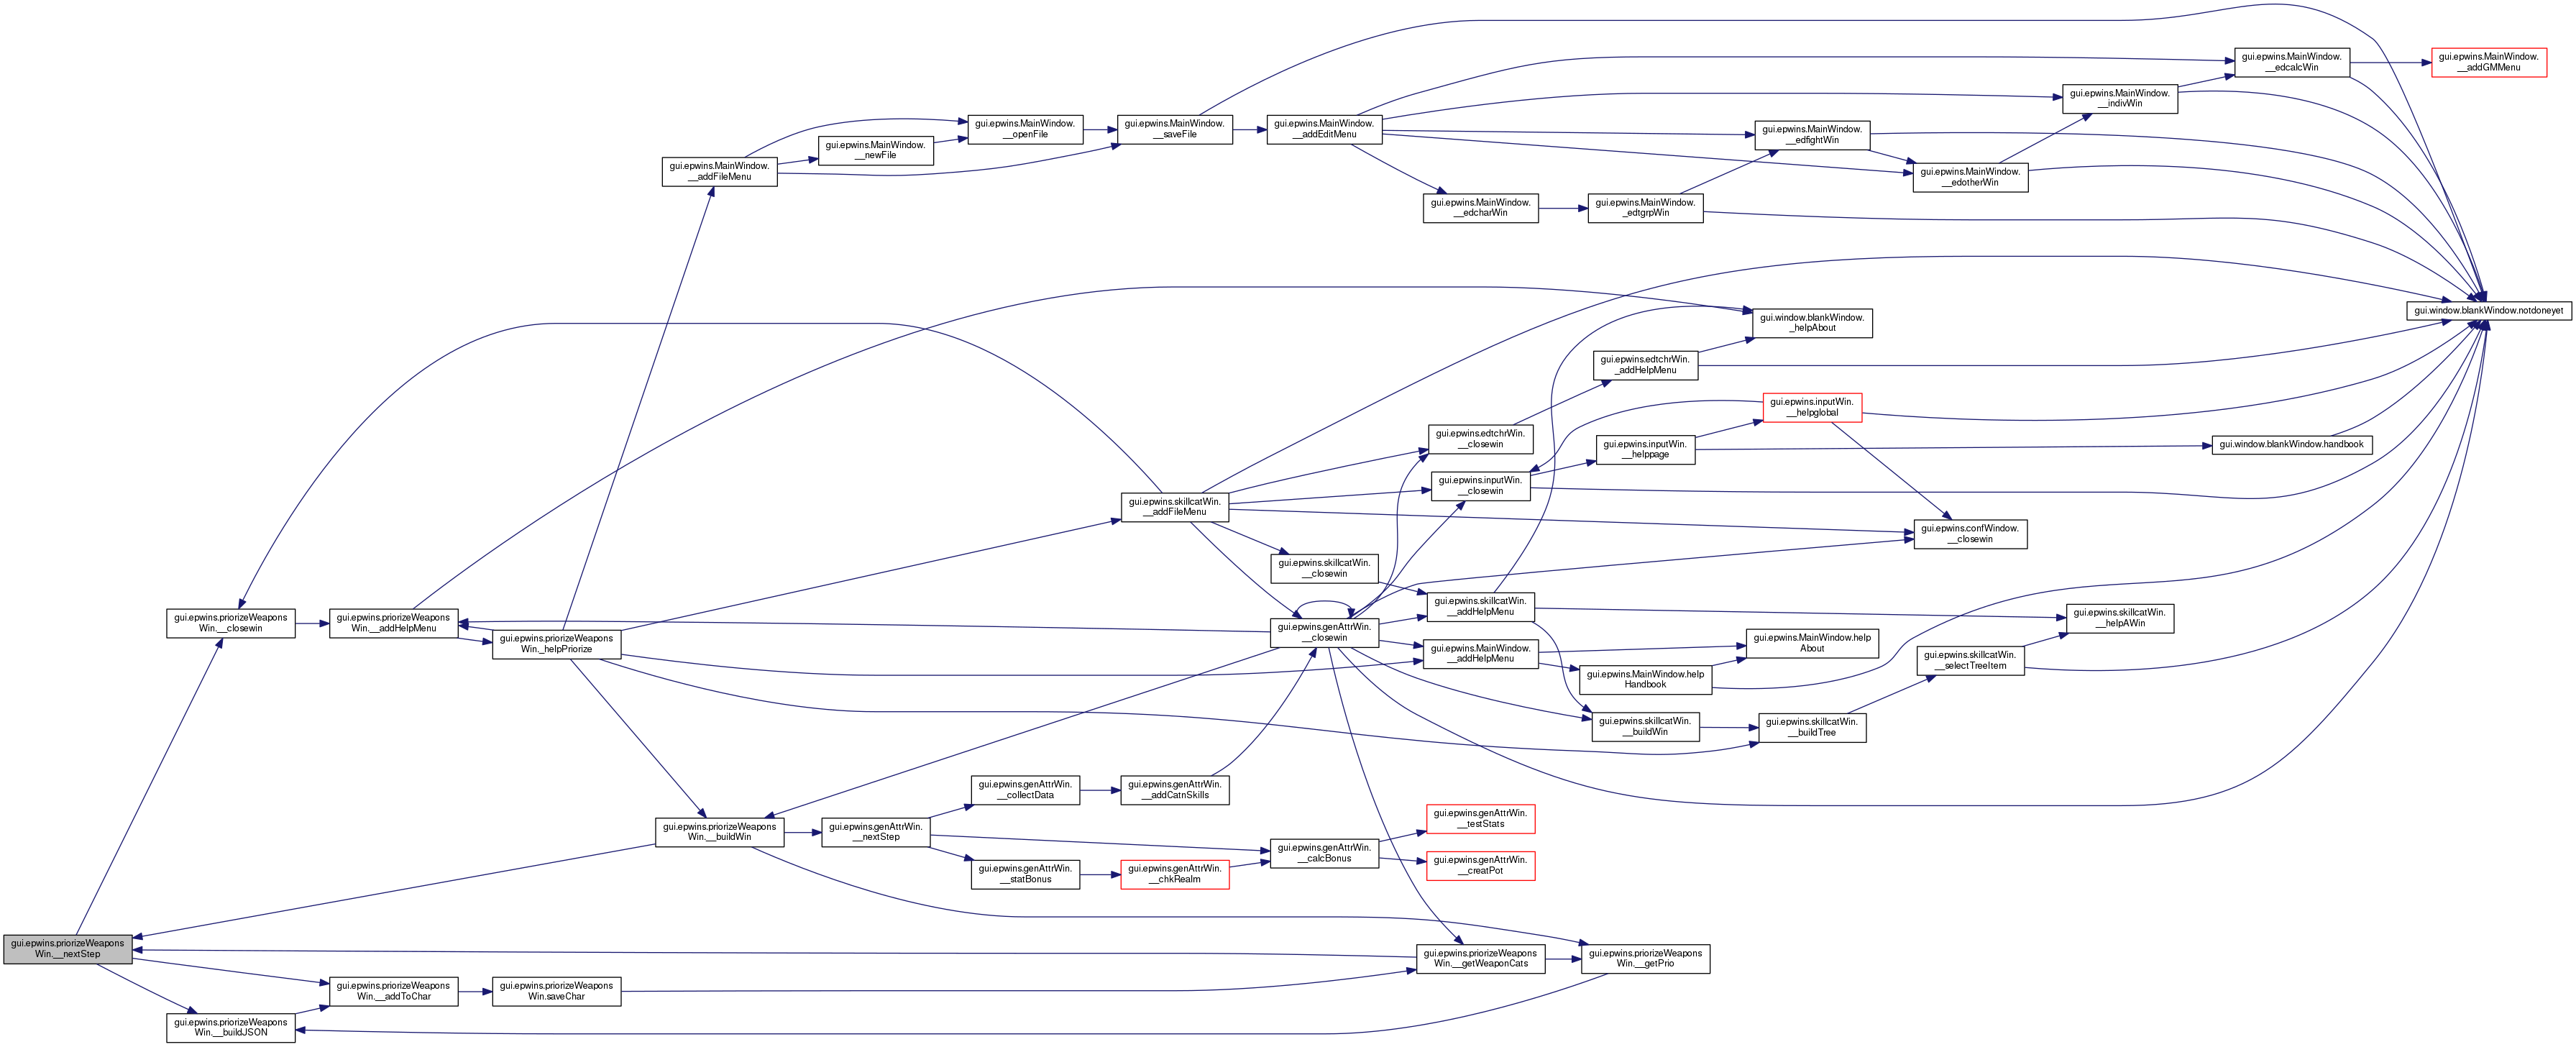 gui.epwins.MainWindow.
__edcalcWin
gui.epwins.MainWindow.
__addGMMenu
gui.epwins.MainWindow.
__indivWin
gui.epwins.MainWindow.
__openFile
gui.epwins.MainWindow.
__saveFile
gui.epwins.MainWindow.
__addEditMenu
gui.epwins.MainWindow.
__edfightWin
gui.epwins.MainWindow.
__newFile
gui.epwins.MainWindow.
__addFileMenu
gui.epwins.MainWindow.
__edotherWin
gui.epwins.MainWindow.
__edcharWin
gui.epwins.MainWindow.
_edtgrpWin
gui.window.blankWindow.notdoneyet
gui.window.blankWindow.
_helpAbout
gui.epwins.edtchrWin.
_addHelpMenu
gui.epwins.inputWin.
__helpglobal
gui.epwins.edtchrWin.
__closewin
gui.epwins.inputWin.
__helppage
gui.window.blankWindow.handbook
gui.epwins.inputWin.
__closewin
gui.epwins.skillcatWin.
__addFileMenu
gui.epwins.confWindow.
__closewin
gui.epwins.skillcatWin.
__closewin
gui.epwins.skillcatWin.
__addHelpMenu
gui.epwins.skillcatWin.
__helpAWin
gui.epwins.priorizeWeapons
Win.__closewin
gui.epwins.priorizeWeapons
Win.__addHelpMenu
gui.epwins.priorizeWeapons
Win._helpPriorize
gui.epwins.genAttrWin.
__closewin
gui.epwins.MainWindow.
__addHelpMenu
gui.epwins.MainWindow.help
About
gui.epwins.MainWindow.help
Handbook
gui.epwins.skillcatWin.
__selectTreeItem
gui.epwins.skillcatWin.
__buildWin
gui.epwins.skillcatWin.
__buildTree
gui.epwins.genAttrWin.
__collectData
gui.epwins.genAttrWin.
__addCatnSkills
gui.epwins.genAttrWin.
__testStats
gui.epwins.priorizeWeapons
Win.__buildWin
gui.epwins.genAttrWin.
__nextStep
gui.epwins.genAttrWin.
__calcBonus
gui.epwins.genAttrWin.
__statBonus
gui.epwins.genAttrWin.
__chkRealm
gui.epwins.genAttrWin.
__creatPot
gui.epwins.priorizeWeapons
Win.__nextStep
gui.epwins.priorizeWeapons
Win.__getWeaponCats
gui.epwins.priorizeWeapons
Win.__getPrio
gui.epwins.priorizeWeapons
Win.__addToChar
gui.epwins.priorizeWeapons
Win.saveChar
gui.epwins.priorizeWeapons
Win.__buildJSON